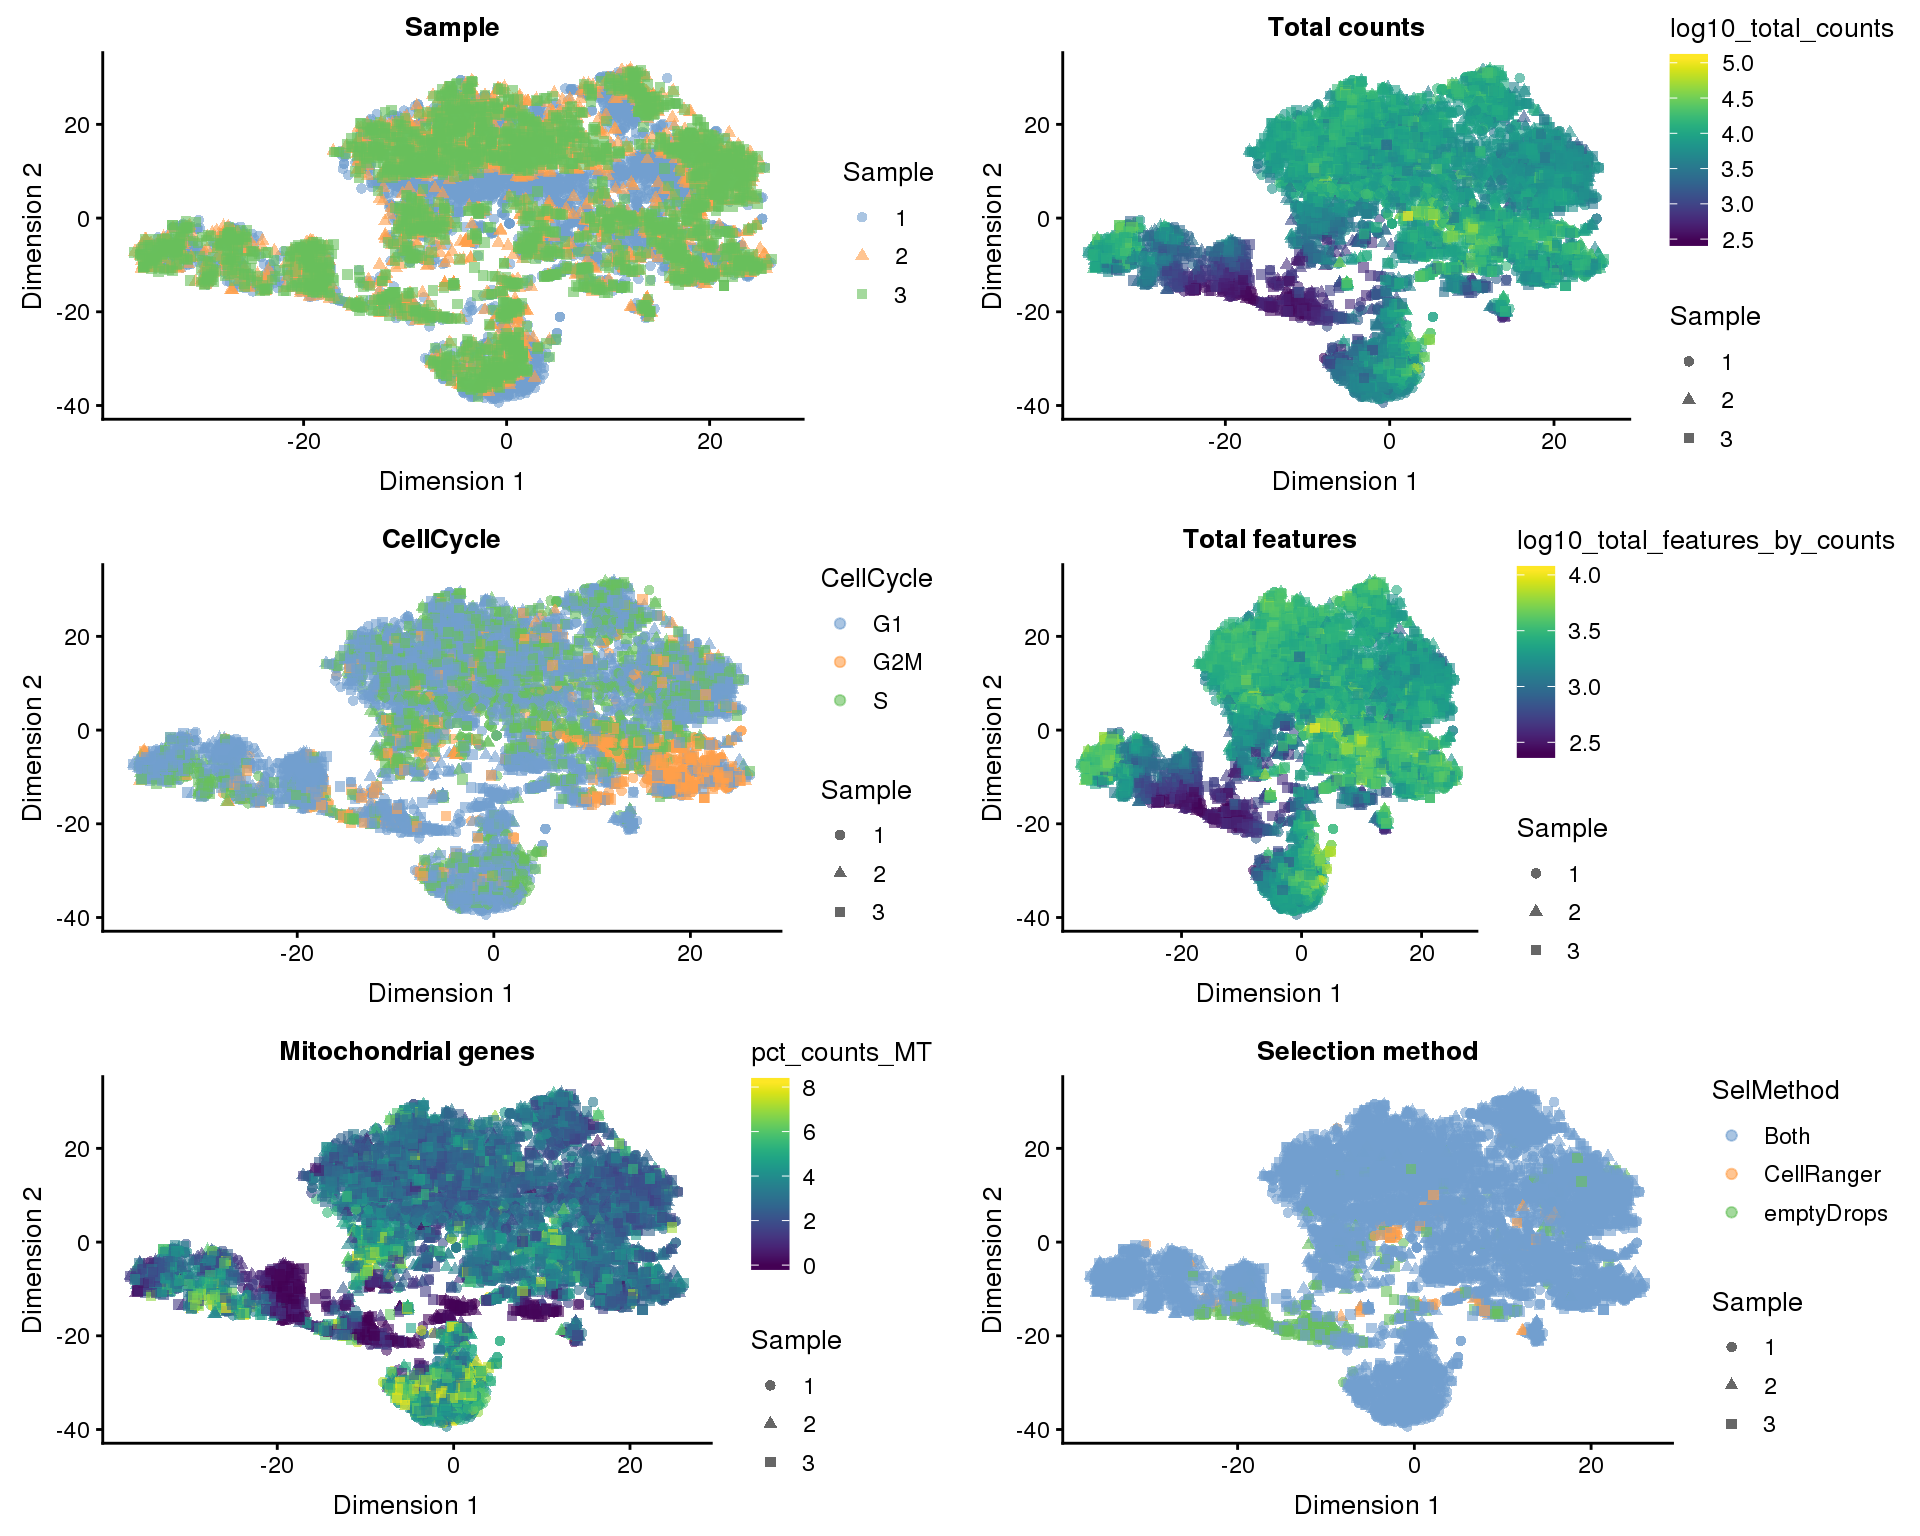 Sample
Dimension 2
20
0
-20
-40
-20
0
20
Dimension 1
Sample
1
2
3
Total counts
Dimension 2
20
0
-20
-40
-20
0
20
Dimension 1
log10_total_counts
5.0
4.5
4.0
3.5
3.0
2.5
Sample
1
2
3
CellCycle
Dimension 2
20
0
-20
-40
-20
0
20
Dimension 1
CellCycle
G1
G2M
S
Sample
1
2
3
Total features
Dimension 2
20
0
-20
-40
-20
0
20
Dimension 1
log10_total_features_by_counts
4.0
3.5
3.0
2.5
Sample
1
2
3
Mitochondrial genes
Dimension 2
20
0
-20
-40
-20
0
20
Dimension 1
pct_counts_MT
8
6
4
2
0
Sample
1
2
3
Selection method
Dimension 2
20
0
-20
-40
-20
0
20
Dimension 1
SelMethod
Both
CellRanger
emptyDrops
Sample
1
2
3